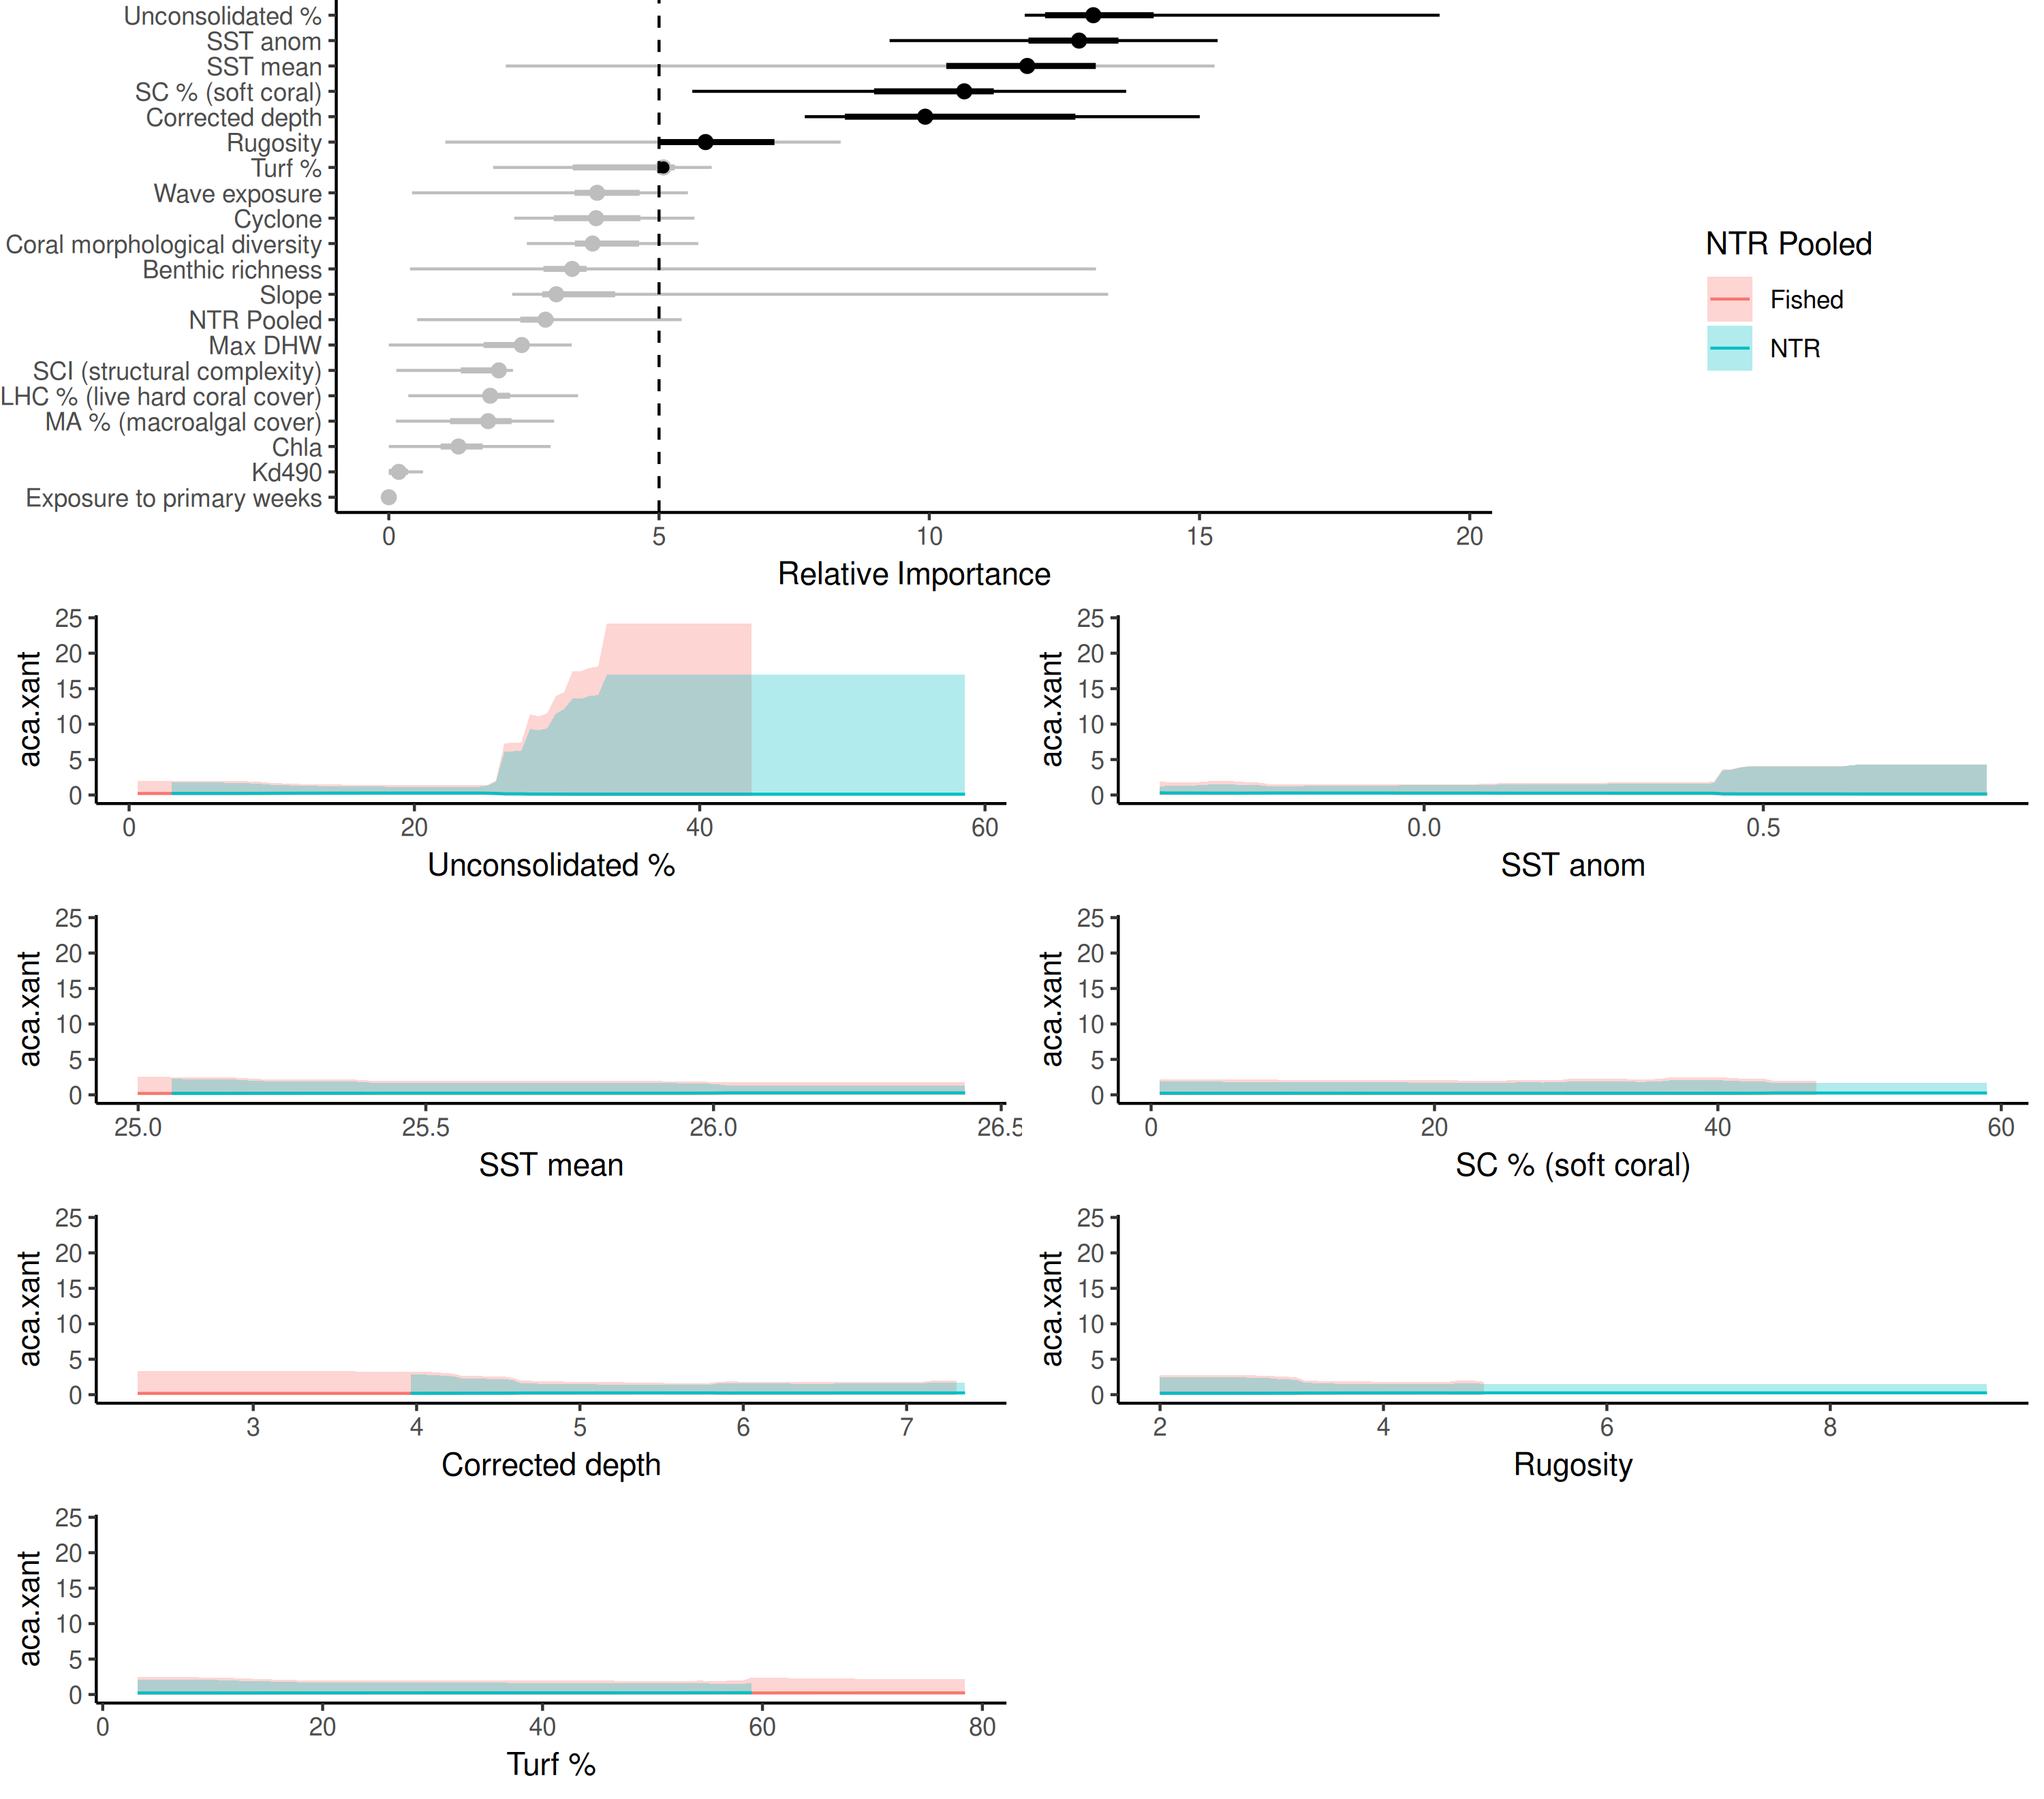 Unconsolidated %
SST anom
SST mean
SC % (soft coral)
Corrected depth
Rugosity
Turf %
Wave exposure
Cyclone
Coral morphological diversity
Benthic richness
Slope
NTR Pooled
Max DHW
SCI (structural complexity)
LHC % (live hard coral cover)
MA % (macroalgal cover)
Chla
Kd490
Exposure to primary weeks
0 5 10 15 20
Relative Importance
NTR Pooled
Fished
NTR
25
20
15
10
5
0
aca.xant
0 20 40 60
Unconsolidated %
25
20
15
10
5
0
aca.xant
0.0 0.5
SST anom
25
20
15
10
5
0
aca.xant
25.0 25.5 26.0 26.5
SST mean
25
20
15
10
5
0
aca.xant
0 20 40 60
SC % (soft coral)
25
20
15
10
5
0
aca.xant
3 4 5 6 7
Corrected depth
25
20
15
10
5
0
aca.xant
2 4 6 8
Rugosity
25
20
15
10
5
0
aca.xant
0 20 40 60 80
Turf %